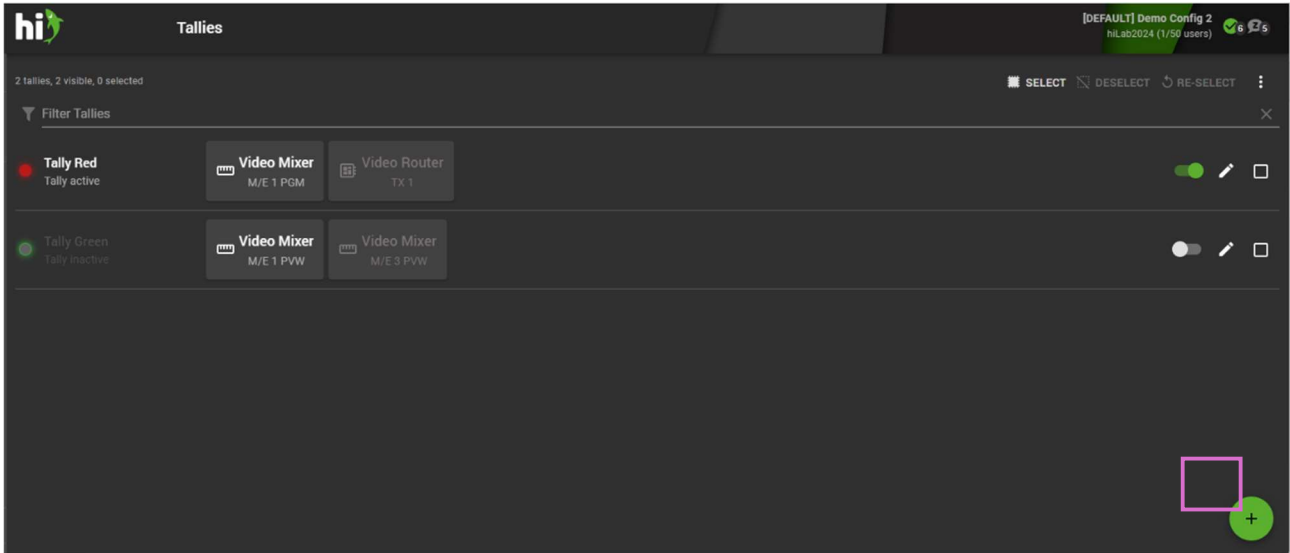 hi
Tallies
[DEFAULT] Demo Config 2
hiLab2024 (1/50 users)
6 5
2 tallies, 2 visible, 0 selected
SELECT DESELECT RE-SELECT
Filter Tallies
Tally Red
Tally active
Video Mixer
M/E 1 PGM
Video Router
TX 1
Tally Green
Tally inactive
Video Mixer
M/E 1 PVW
Video Mixer
M/E 3 PVW
+